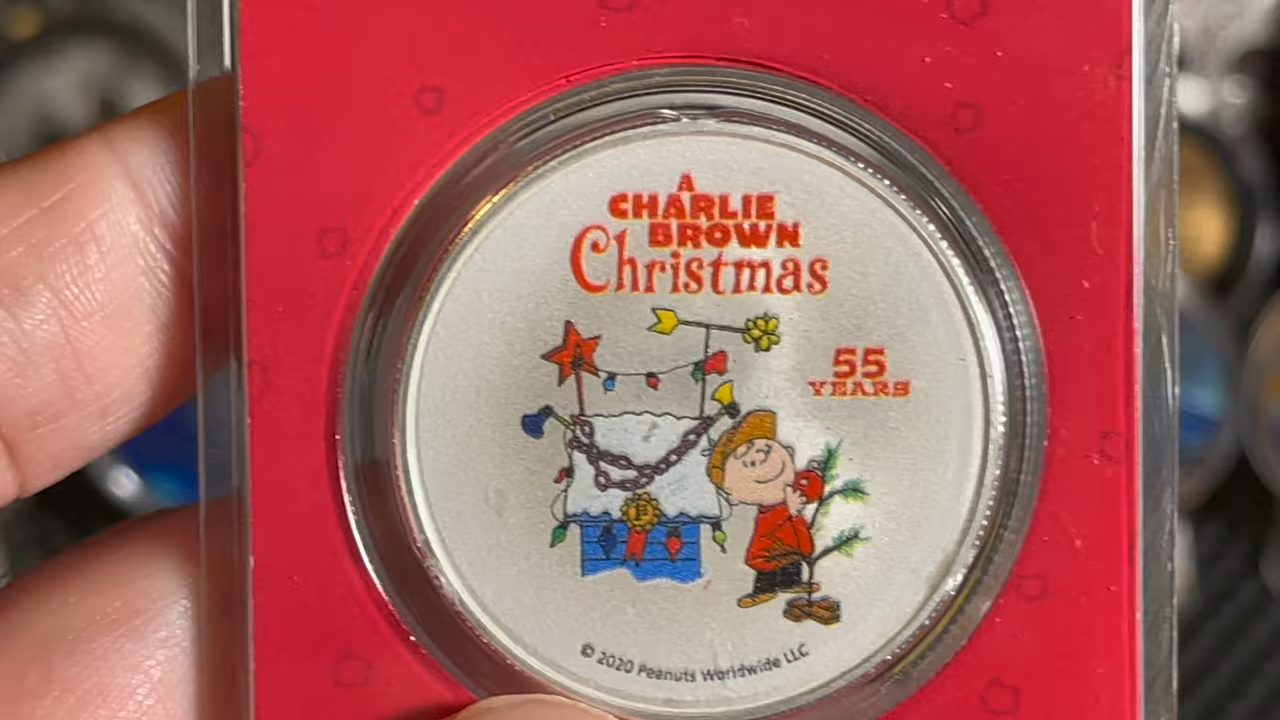 A
CHARLIE
BROWN
Christmas
55
YEARS
© 2020 Peanuts Worldwide LLC